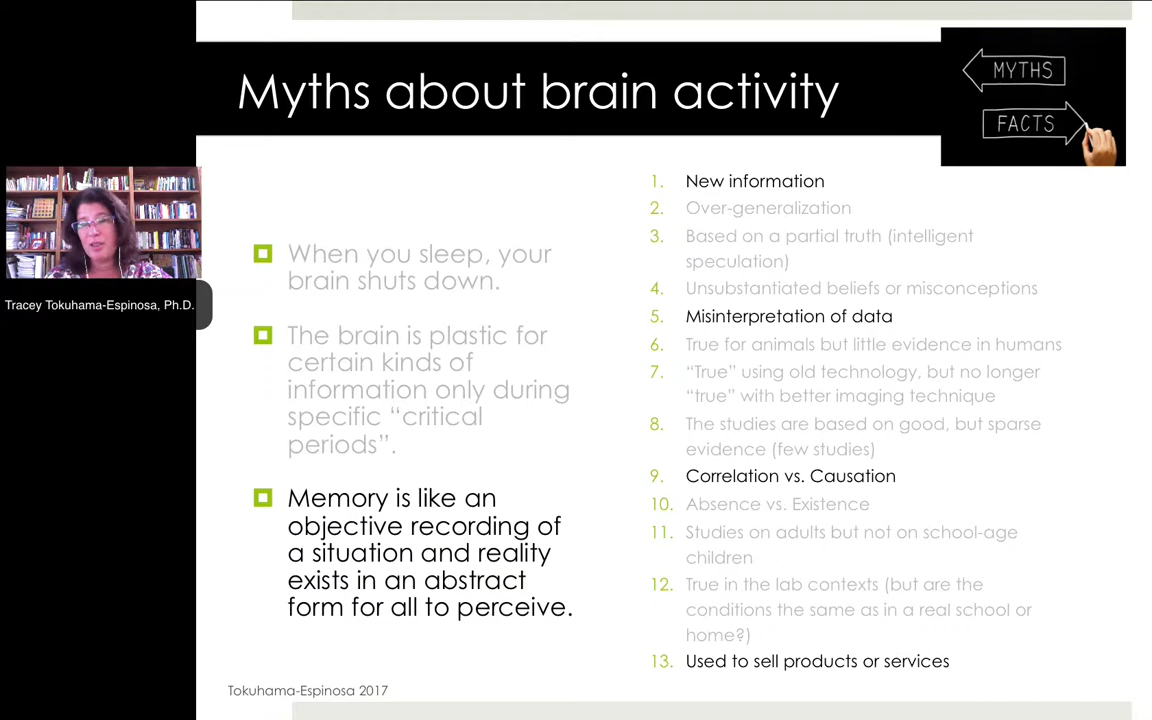 Myths about brain activity
MYTHS
FACTS
Tracey Tokuhama-Espinosa, Ph.D.
When you sleep, your
brain shuts down.
The brain is plastic for
certain kinds of
information only during
specific “critical
periods”.
Memory is like an
objective recording of
a situation and reality
exists in an abstract
form for all to perceive.
1. New information
2. Over-generalization
3. Based on a partial truth (intelligent
speculation)
4. Unsubstantiated beliefs or misconceptions
5. Misinterpretation of data
6. True for animals but little evidence in humans
7. “True” using old technology, but no longer
“true” with better imaging technique
8. The studies are based on good, but sparse
evidence (few studies)
9. Correlation vs. Causation
10. Absence vs. Existence
11. Studies on adults but not on school-age
children
12. True in the lab contexts (but are the
conditions the same as in a real school or
home?)
13. Used to sell products or services
Tokuhama-Espinosa 2017